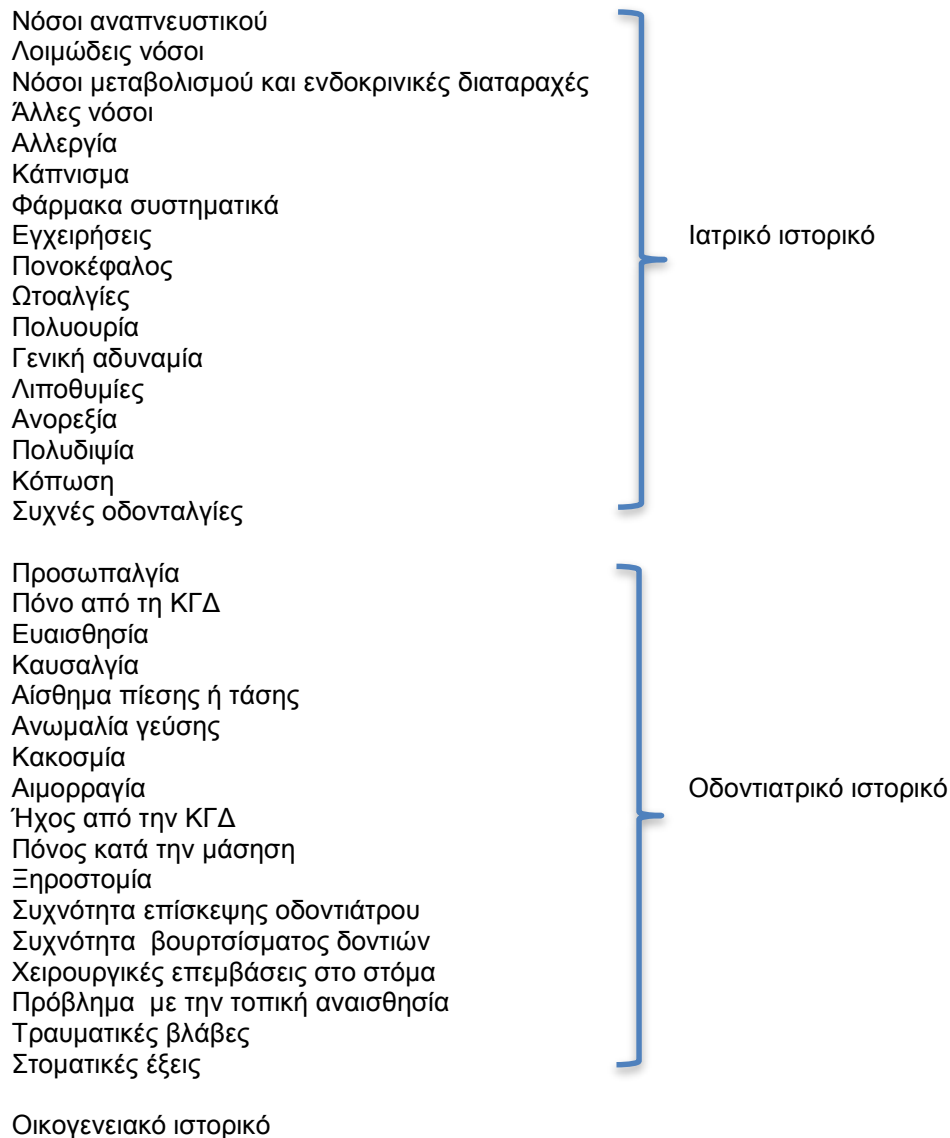 Νόσοι αναπνευστικού
Λοιμώδεις νόσοι
Νόσοι μεταβολισμού και ενδοκρινικές διαταραχές
Άλλες νόσοι
Αλλεργία
Κάπνισμα
Φάρμακα συστηματικά
Εγχειρήσεις
Ιατρικό ιστορικό
Πονοκέφαλος
Ωτοαλγίες
Πολυουρία
Γενική αδυναμία
Λιποθυμίες
Ανορεξία
Πολυδιψία
Κόπωση
Συχνές οδονταλγίες
Προσωπαλγία
Πόνο από τη ΚΓΔ
Ευαισθησία
Καυσαλγία
Αίσθημα πίεσης ή τάσης
Ανωμαλία γεύσης
Κακοσμία
Αιμορραγία
Οδοντιατρικό ιστορικό
Ήχος από την ΚΓΔ
Πόνος κατά την μάσηση
Ξηροστομία
Συχνότητα επίσκεψης οδοντιάτρου
Συχνότητα βουρτσίσματος δοντιών
Χειρουργικές επεμβάσεις στο στόμα
Πρόβλημα με την τοπική αναισθησία
Τραυματικές βλάβες
Στοματικές έξεις
Οικογενειακό ιστορικό